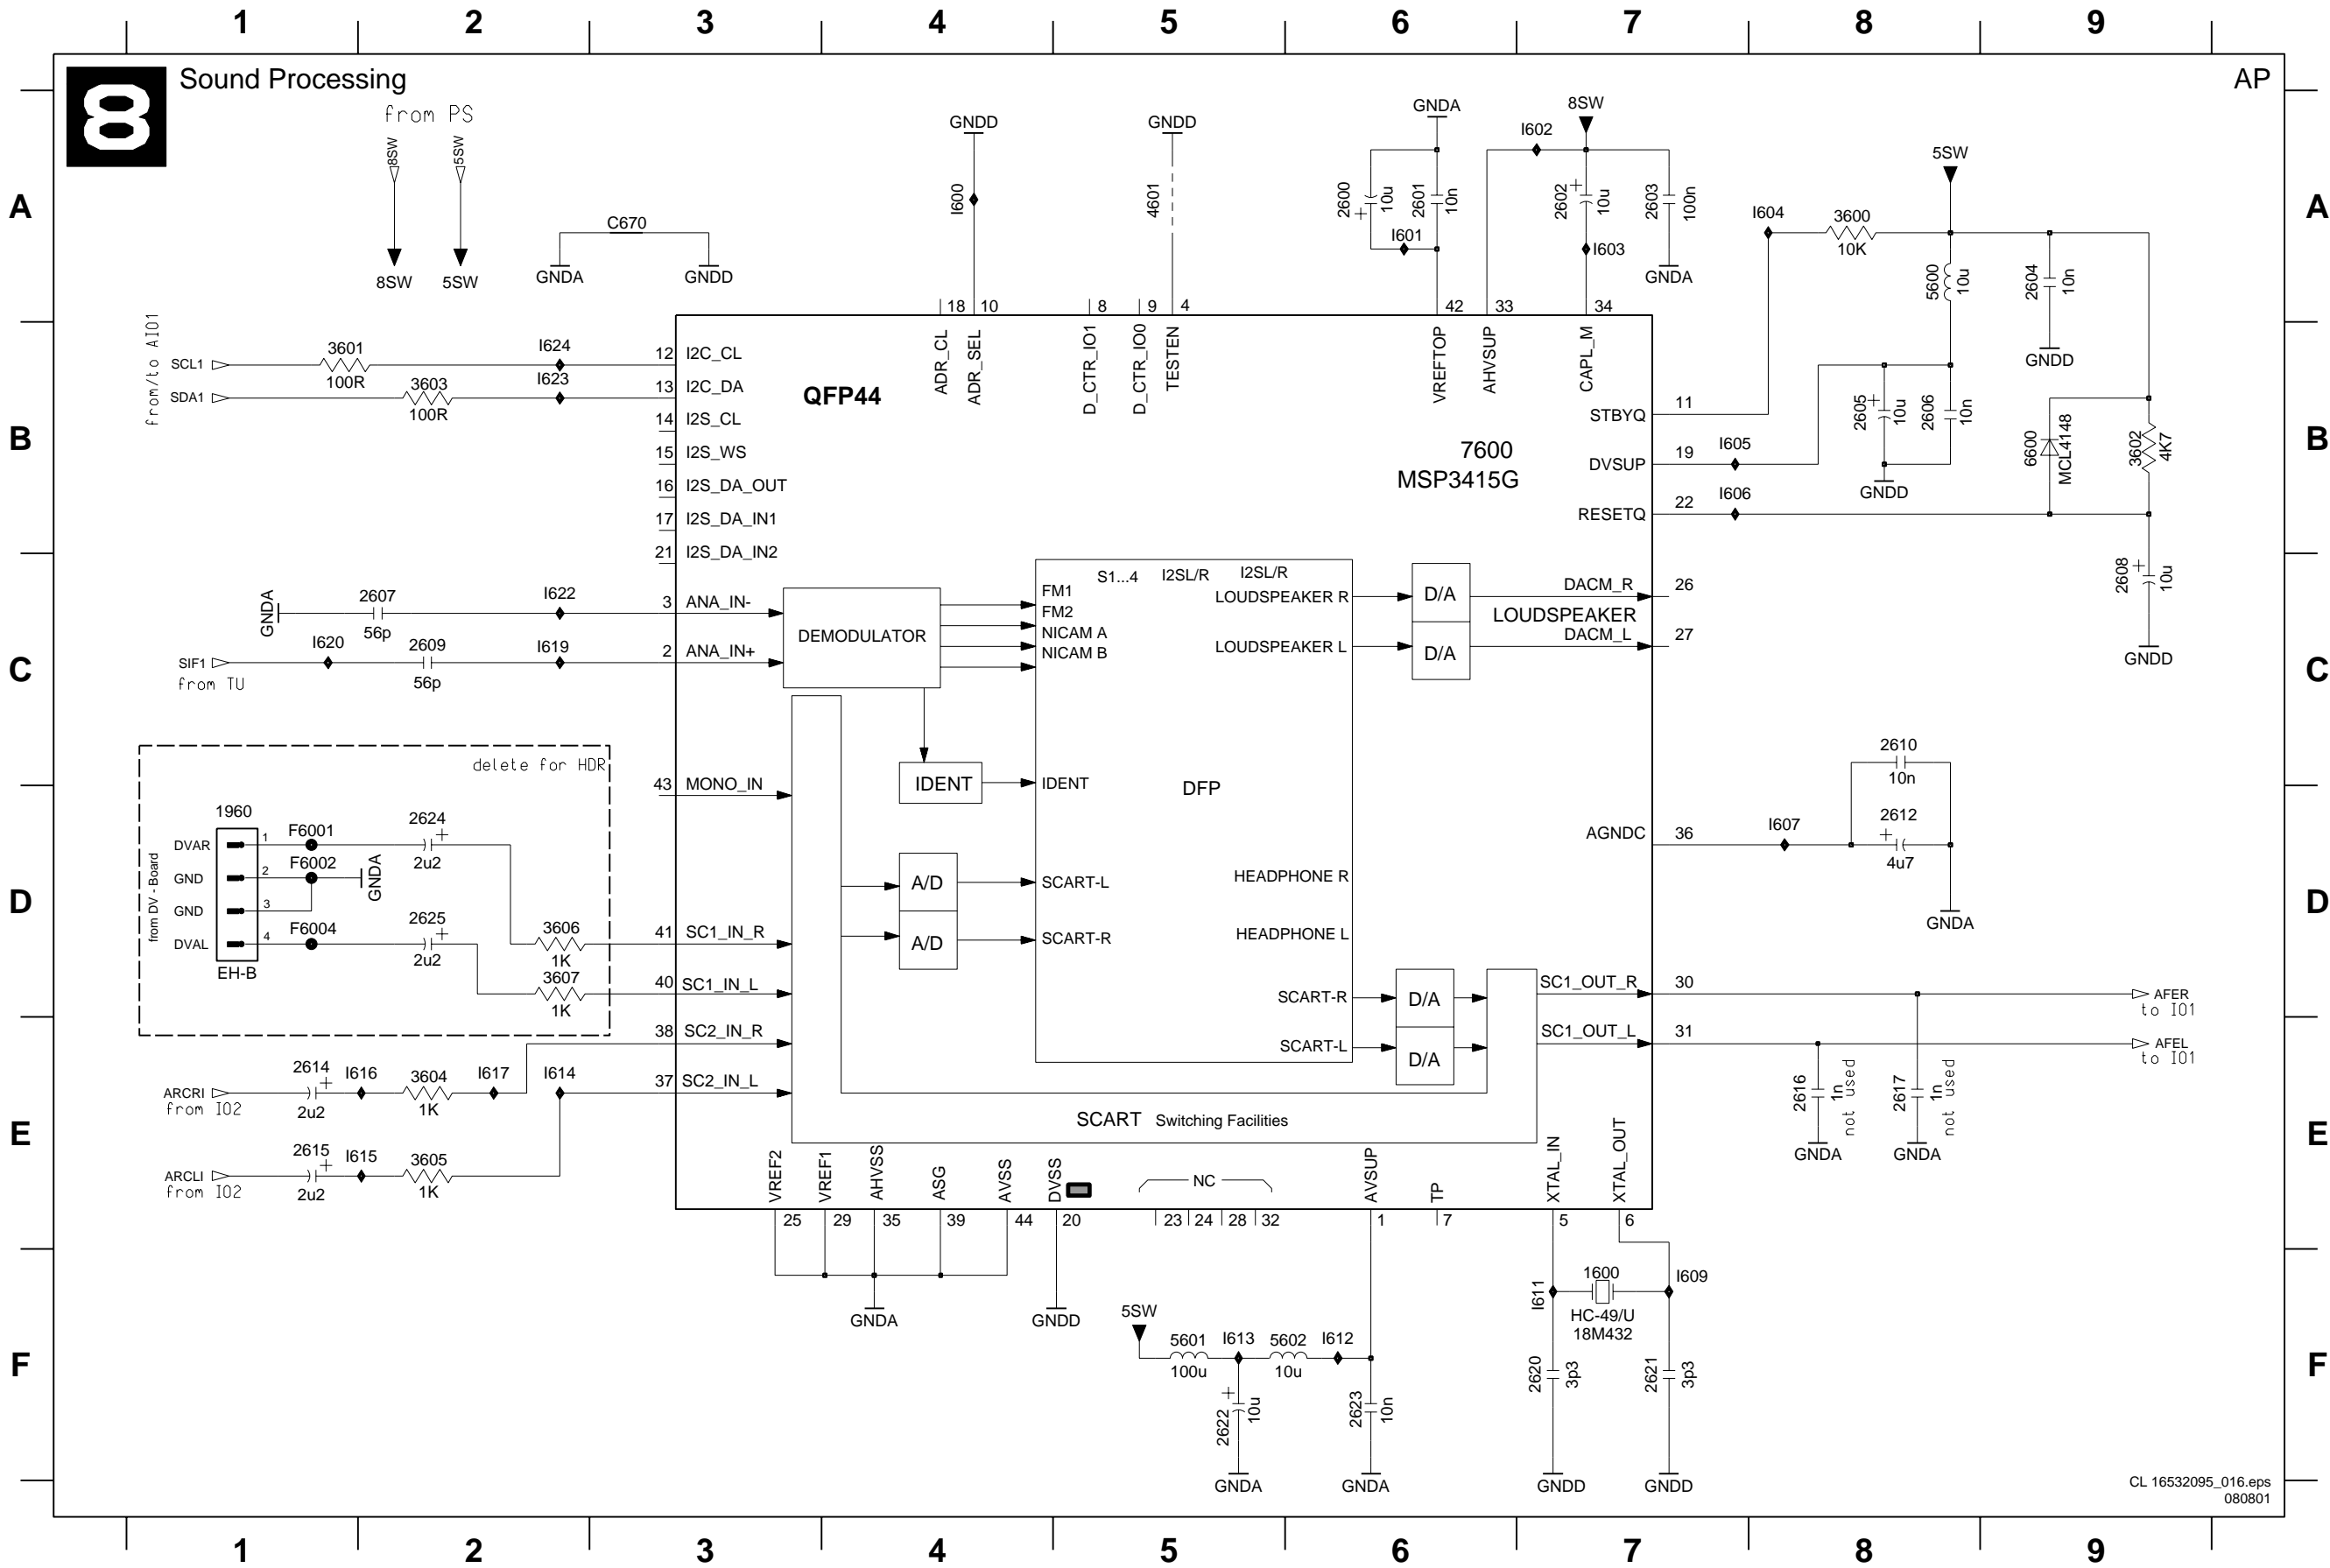 1 2 3 4 5 6 7 8 9
8 Sound Processing
AP
from PS
8SW 5SW
8SW 5SW
C670
GNDA GNDD
GNDD
I600
GNDD
4601
GNDA
2600 10u
2601 10n
I601
I602
8SW
2602 10u
2603 100n
I603
GNDA
I604
3600
10K
5SW
5600 10u
2604 10n
GNDD
A A
18 10 8 9 4 42 33 34
ADR_CL
ADR_SEL
D_CTR_IO1
D_CTR_IO0
TESTEN
VREFTOP
AHVSUP
CAPL_M
from/to AIO1
SCL1
3601
100R
I624
12 I2C_CL
SDA1
3603
100R
I623
13 I2C_DA
14 I2S_CL
15 I2S_WS
16 I2S_DA_OUT
17 I2S_DA_IN1
21 I2S_DA_IN2
QFP44
7600
MSP3415G
STBYQ 11
DVSUP 19 I605
RESETQ 22 I606
2605 10u
2606 10n
GNDD
6600 MCL4148
3602 4K7
B B
2608 10u
GNDD
GNDA
2607
56p
I622
3 ANA_IN-
SIF1
from TU
I620
2609
56p
I619
2 ANA_IN+
DEMODULATOR
FM1
FM2
NICAM A
NICAM B
S1...4 I2SL/R I2SL/R
LOUDSPEAKER R
LOUDSPEAKER L
D/A
D/A
DACM_R 26
LOUDSPEAKER
DACM_L 27
C C
delete for HDR
43 MONO_IN
IDENT
IDENT
DFP
2610
10n
2612
4u7
AGNDC 36 I607
GNDA
1960
from DV - Board
DVAR 1 F6001
GND 2 F6002
GND 3
DVAL 4 F6004
EH-B
GNDA
2624
2u2
2625
2u2
3606
1K
3607
1K
41 SC1_IN_R
40 SC1_IN_L
A/D
A/D
SCART-L
SCART-R
HEADPHONE R
HEADPHONE L
D D
SCART-R
SCART-L
D/A
D/A
SC1_OUT_R 30
SC1_OUT_L 31
AFER
to IO1
AFEL
to IO1
38 SC2_IN_R
37 SC2_IN_L
ARCRI
from IO2
2614
2u2
I616
3604
1K
I617
I614
ARCLI
from IO2
2615
2u2
I615
3605
1K
SCART Switching Facilities
2616 1n not used
2617 1n not used
GNDA GNDA
E E
VREF2
VREF1
AHVSS
ASG
AVSS
DVSS
NC
AVSUP
TP
XTAL_IN
XTAL_OUT
25 29 35 39 44 20 23 24 28 32 1 7 5 6
GNDA
GNDD
5SW
5601
100u
I613
5602
10u
I612
2622 10u
2623 10n
GNDA GNDA
I611
1600
HC-49/U
18M432
I609
2620 3p3
2621 3p3
GNDD GNDD
F F
CL 16532095_016.eps
080801
1 2 3 4 5 6 7 8 9